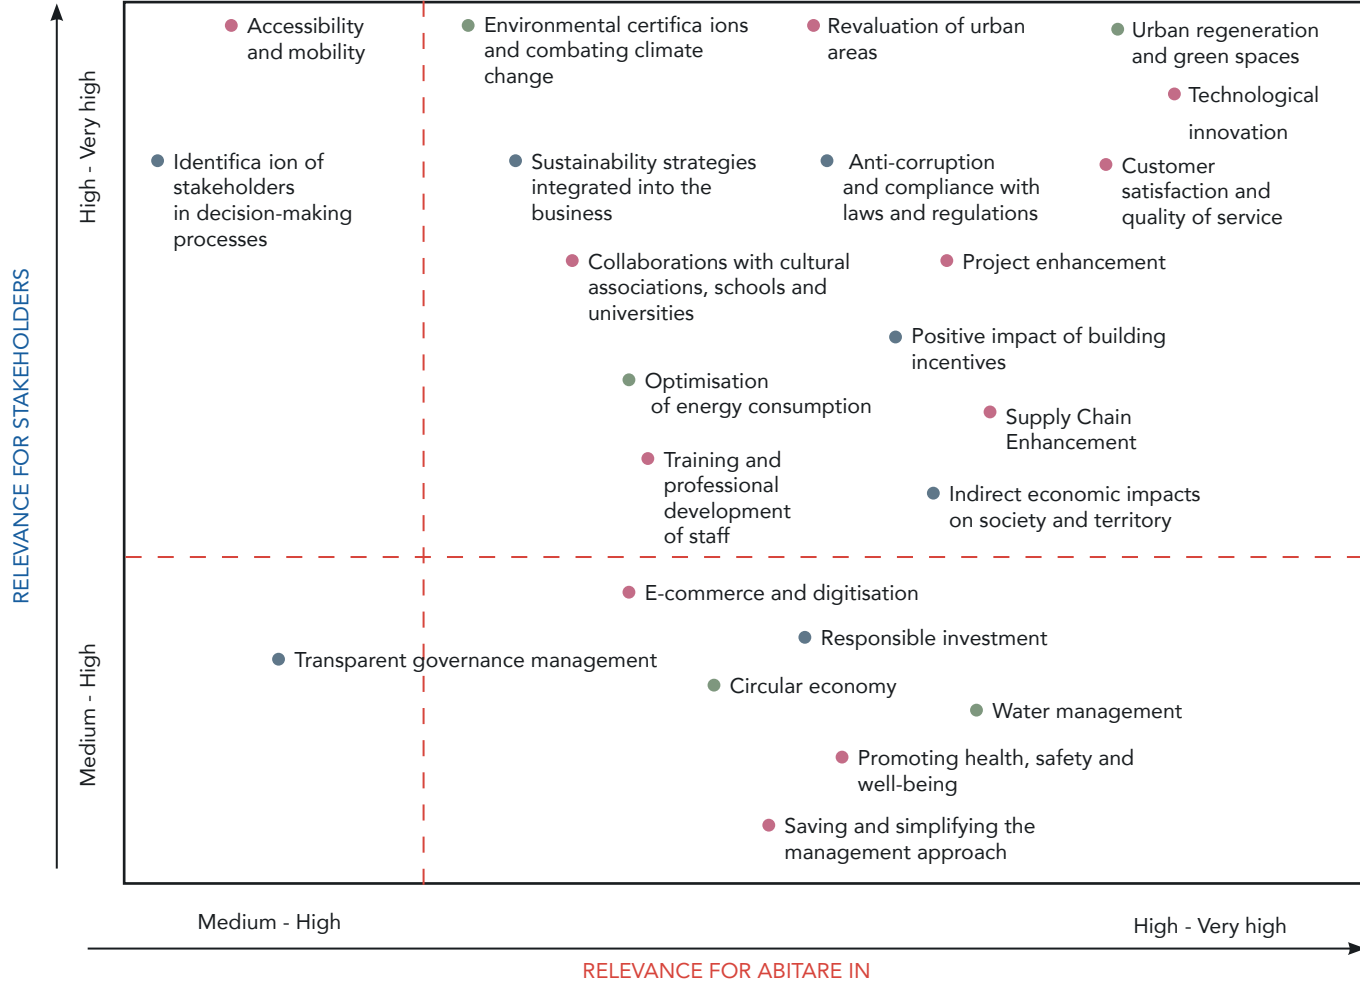 Accessibility
and mobility
Environmental certifica ions
and combating climate
change
Revaluation of urban
areas
Urban regeneration
and green spaces
Technological
innovation
Identifica ion of
stakeholders
in decision-making
processes
Sustainability strategies
integrated into the
business
Anti-corruption
and compliance with
laws and regulations
Customer
satisfaction and
quality of service
Collaborations with cultural
associations, schools and
universities
Project enhancement
Positive impact of building
incentives
Optimisation
of energy consumption
Supply Chain
Enhancement
Training and
professional
development
of staff
Indirect economic impacts
on society and territory
E-commerce and digitisation
Responsible investment
Transparent governance management
Circular economy
Water management
Promoting health, safety and
well-being
Saving and simplifying the
management approach
High - Very high
Medium - High
RELEVANCE FOR STAKEHOLDERS
Medium - High
High - Very high
RELEVANCE FOR ABITARE IN